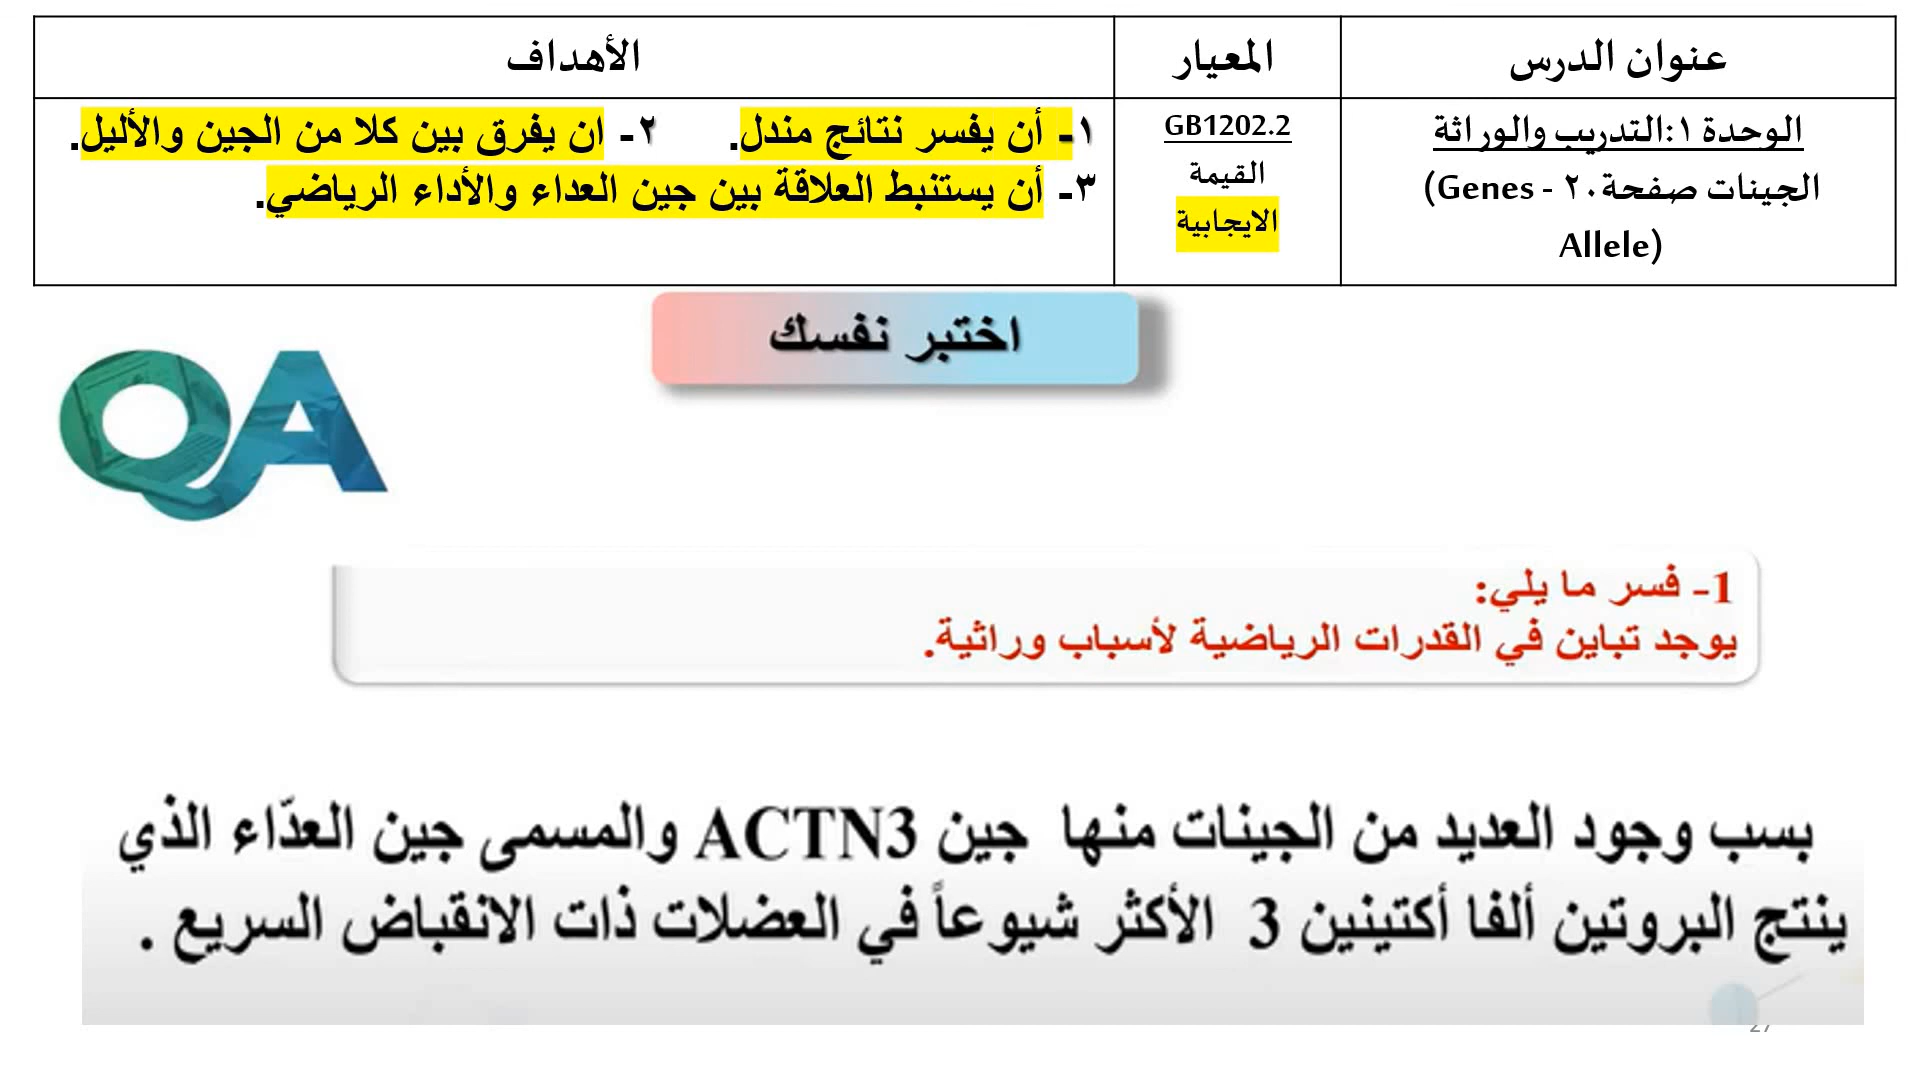 عنوان الدرس
المعيار
الأهداف
الوحدة ١:التدريب والوراثة
الجينات صفحة٢٠ - Genes)
Allele)
GB1202.2
القيمة
الايجابية
١- أن يفسر نتائج مندل. ٢- ان يفرق بين كلا من الجين والأليل.
٣- أن يستنبط العلاقة بين جين العداء والأداء الرياضي.
اختبر نفسك
QA
1- فسر ما يلي:
يوجد تباين في القدرات الرياضية لأسباب وراثية.
بسب وجود العديد من الجينات منها جين ACTN3 والمسمى جين العدّاء الذي
ينتج البروتين ألفا أكتينين 3 الأكثر شيوعاً في العضلات ذات الانقباض السريع .
27